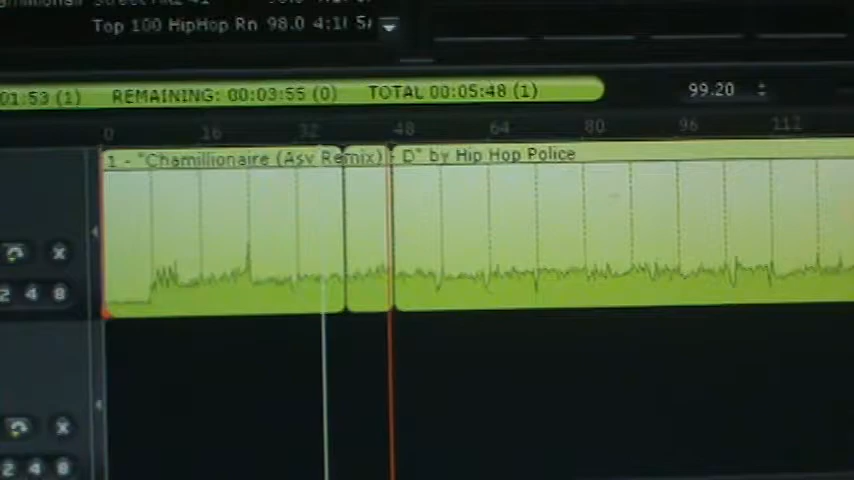 Top 100 HipHop Rn 98.0 4:1
01:53 (1) REMAINING: 00:03:55 (0) TOTAL 00:05:48 (1) 99.20
0 16 32 48 64 80 96 112
1 - "Chamillionaire (Asv Remix) - D" by Hip Hop Police
x
2 4 8
x
2 4 8